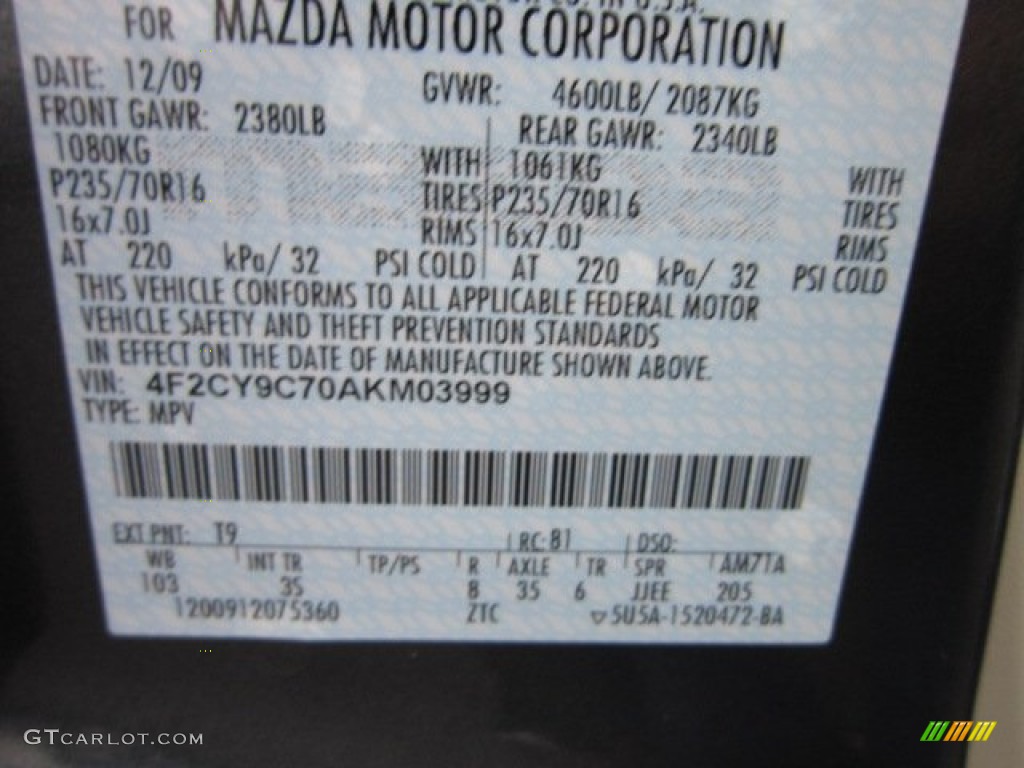 IN U.S.A.
FOR MAZDA MOTOR CORPORATION
DATE: 12/09 GVWR: 4600LB/ 2087KG
FRONT GAWR: 2380LB REAR GAWR: 2340LB
1080KG WITH 1061KG WITH
P235/70R16 TIRES P235/70R16 TIRES
16x7.0J RIMS 16x7.0J RIMS
AT 220 kPa/ 32 PSI COLD AT 220 kPa/ 32 PSI COLD
THIS VEHICLE CONFORMS TO ALL APPLICABLE FEDERAL MOTOR
VEHICLE SAFETY AND THEFT PREVENTION STANDARDS
IN EFFECT ON THE DATE OF MANUFACTURE SHOWN ABOVE.
VIN: 4F2CY9C70AKM03999
TYPE: MPV
EXT PNT: T9 RC: 81 DSO:
WB INT TR TP/PS R AXLE TR SPR AM71A
103 35 8 35 6 JJEE 205
1200912075360 ZTC ▽5U5A-1520472-BA
GTCARLOT.COM